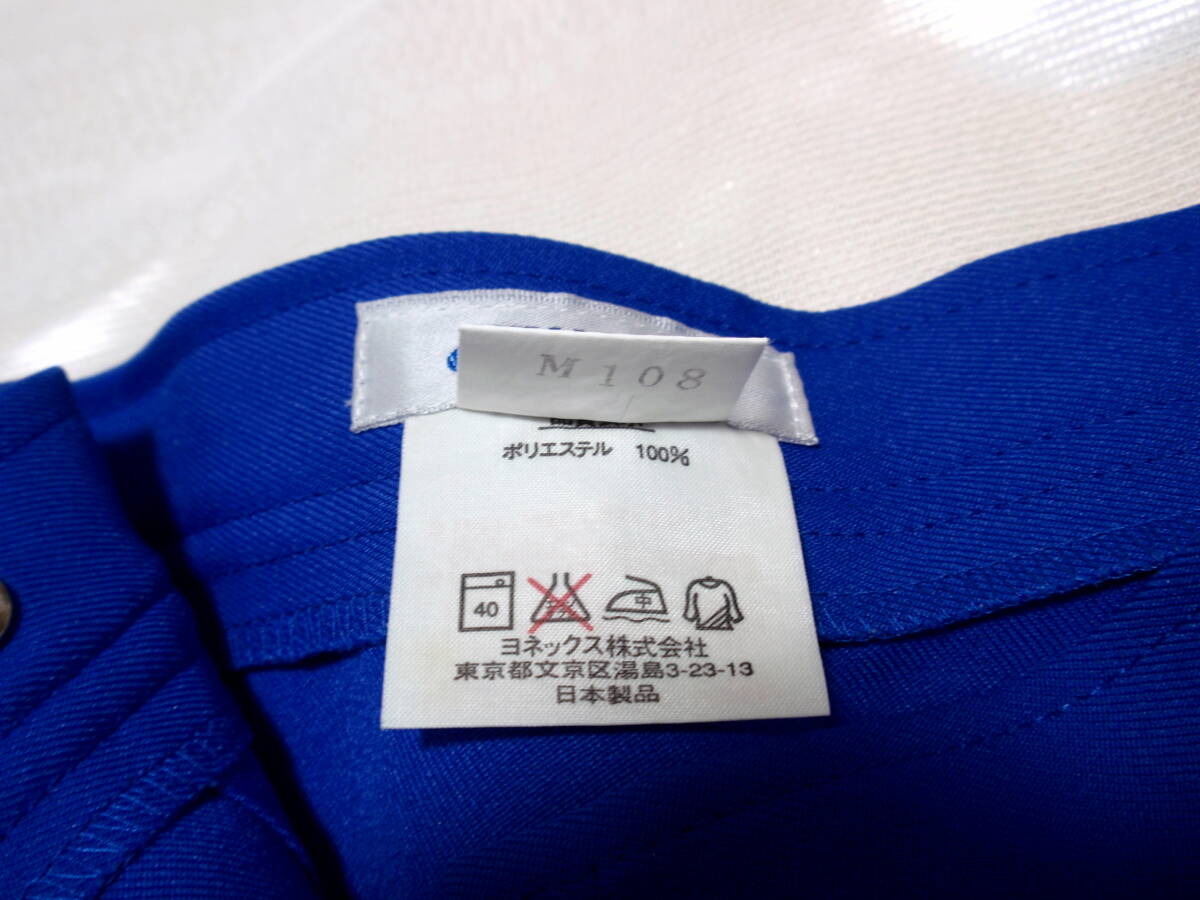 M108
ポリエステル 100%
40 中
ヨネックス株式会社
東京都文京区湯島3-23-13
日本製品